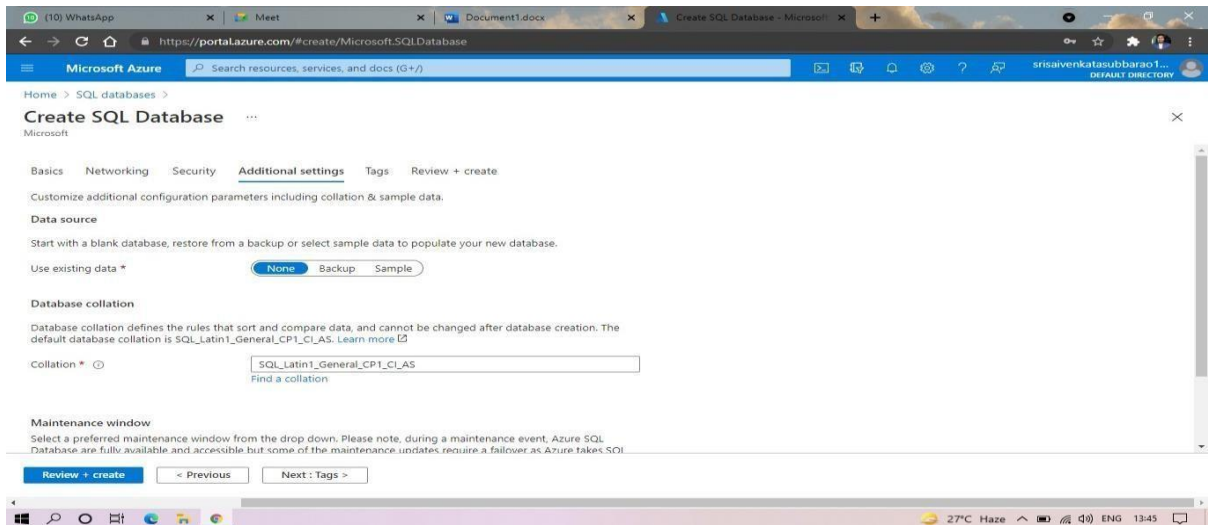 (10) WhatsApp
Meet
Document1.docx
Create SQL Database - Microsoft
https://portal.azure.com/#create/Microsoft.SQLDatabase
Microsoft Azure
Search resources, services, and docs (G+/)
srisaivenkatasubbarao1...
DEFAULT DIRECTORY
Home > SQL databases >
Create SQL Database ...
Microsoft
Basics Networking Security Additional settings Tags Review + create
Customize additional configuration parameters including collation & sample data.
Data source
Start with a blank database, restore from a backup or select sample data to populate your new database.
Use existing data * None Backup Sample
Database collation
Database collation defines the rules that sort and compare data, and cannot be changed after database creation. The
default database collation is SQL_Latin1_General_CP1_CI_AS. Learn more
Collation * SQL_Latin1_General_CP1_CI_AS
Find a collation
Maintenance window
Select a preferred maintenance window from the drop down. Please note, during a maintenance event, Azure SQL
Database are fully available and accessible but some of the maintenance updates require a failover as Azure takes SQL
Review + create < Previous Next : Tags >
27°C Haze ENG 13:45